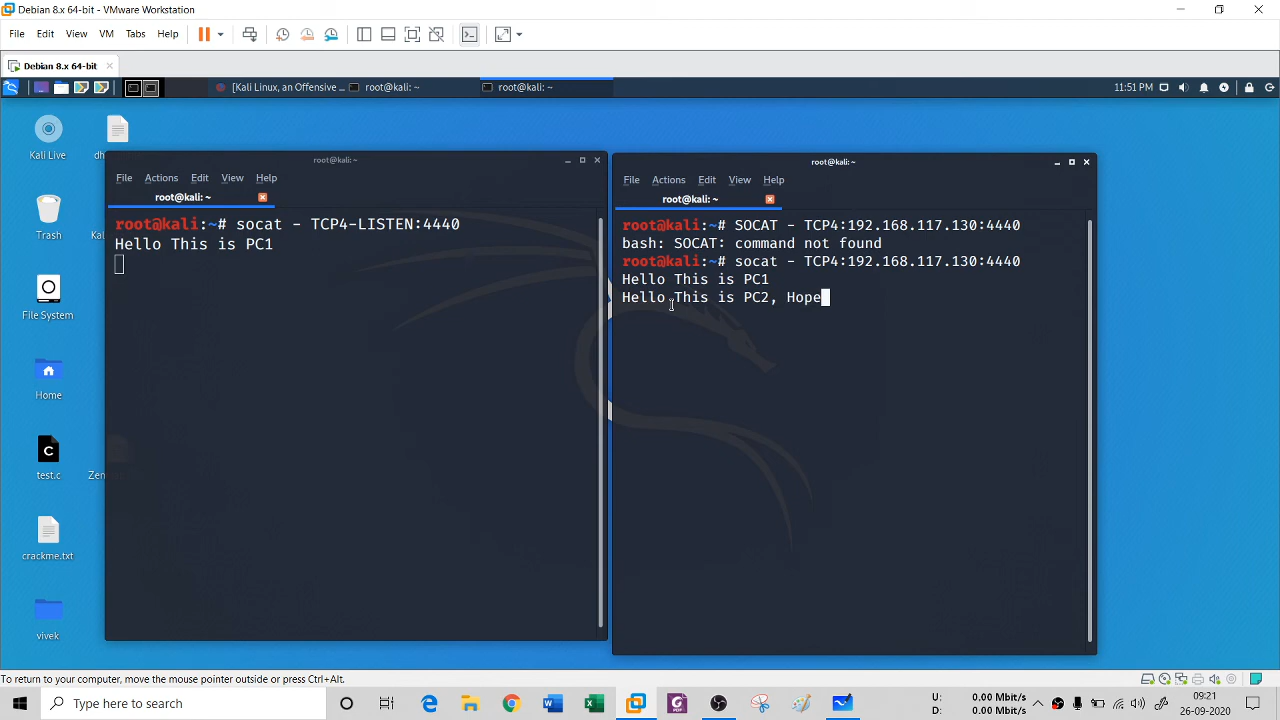 Debian 8.x 64-bit - VMware Workstation
File Edit View VM Tabs Help
Debian 8.x 64-bit
[Kali Linux, an Offensive ... root@kali: ~ root@kali: ~ 11:51 PM
Kali Live
dh
Trash
Ka
File System
Home
test.c
Zen
crackme.txt
vivek
root@kali: ~
File Actions Edit View Help
root@kali: ~
root@kali:~# socat - TCP4-LISTEN:4440
Hello This is PC1
root@kali: ~
File Actions Edit View Help
root@kali: ~
root@kali:~# SOCAT - TCP4:192.168.117.130:4440
bash: SOCAT: command not found
root@kali:~# socat - TCP4:192.168.117.130:4440
Hello This is PC1
Hello This is PC2, Hope
To return to your computer, move the mouse pointer outside or press Ctrl+Alt.
Type here to search
U: 0.00 Mbit/s
D: 0.00 Mbit/s
09:21
26-09-2020